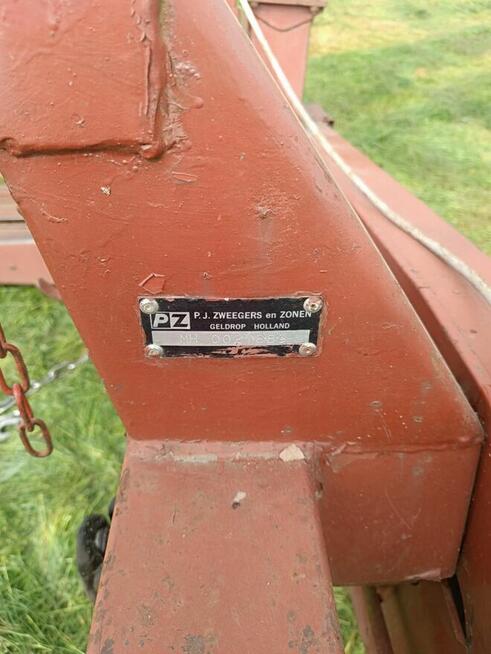 PZ P.J. ZWEEGERS en ZONEN
GELDROP HOLLAND